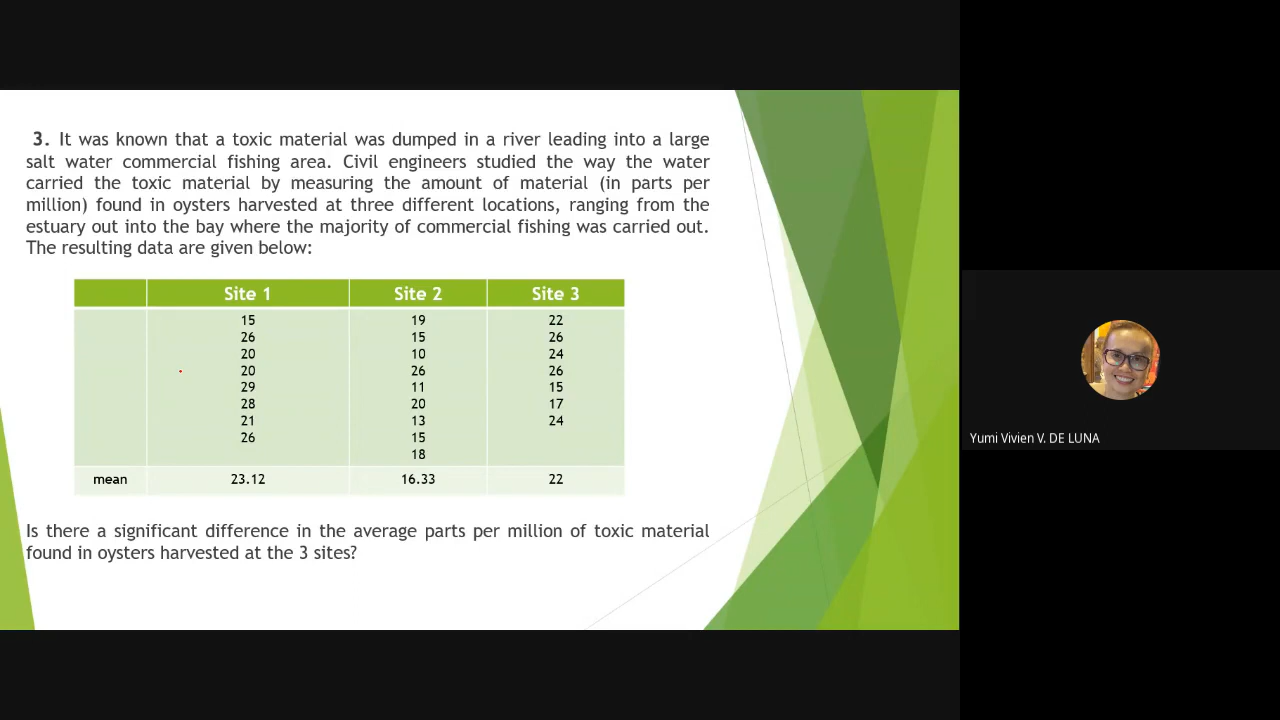 3. It was known that a toxic material was dumped in a river leading into a large
salt water commercial fishing area. Civil engineers studied the way the water
carried the toxic material by measuring the amount of material (in parts per
million) found in oysters harvested at three different locations, ranging from the
estuary out into the bay where the majority of commercial fishing was carried out.
The resulting data are given below:
Site 1 Site 2 Site 3
15 19 22
26 15 26
20 10 24
20 26 26
29 11 15
28 20 17
21 13 24
26 15
18
mean 23.12 16.33 22
Is there a significant difference in the average parts per million of toxic material
found in oysters harvested at the 3 sites?
Yumi Vivien V. DE LUNA